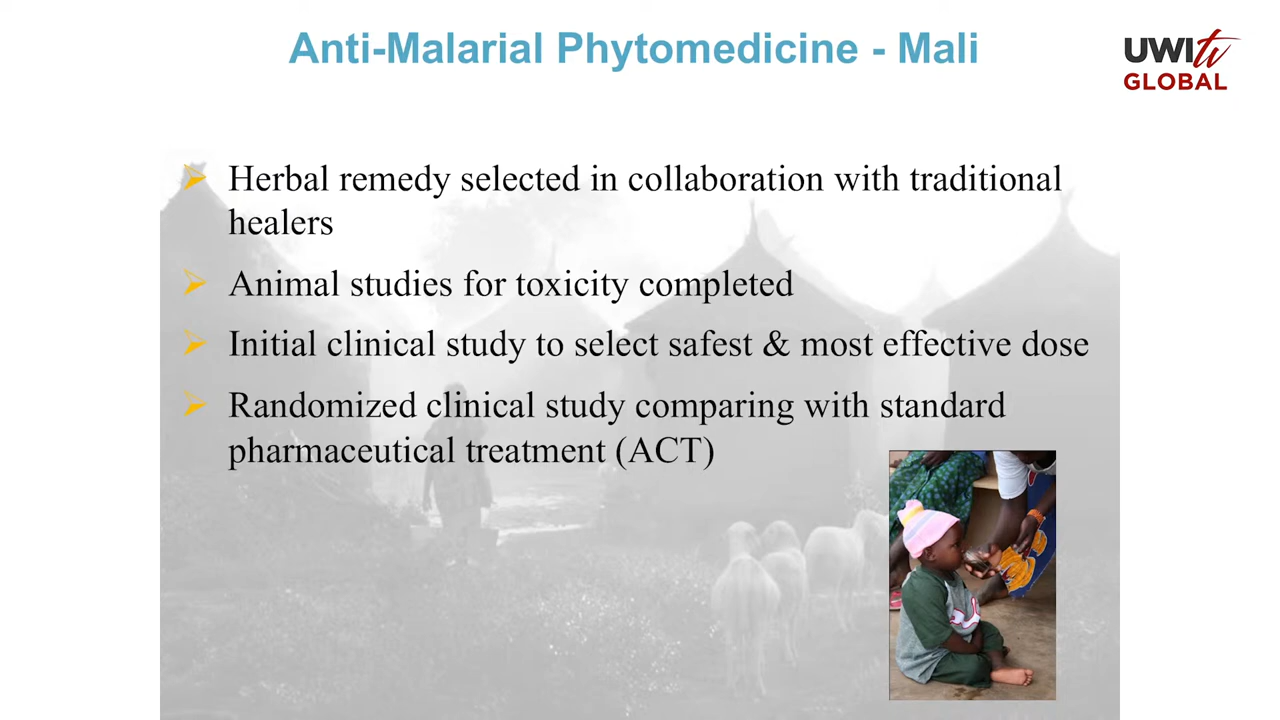 Anti-Malarial Phytomedicine - Mali
UWI tv
GLOBAL
Herbal remedy selected in collaboration with traditional
healers
Animal studies for toxicity completed
Initial clinical study to select safest & most effective dose
Randomized clinical study comparing with standard
pharmaceutical treatment (ACT)